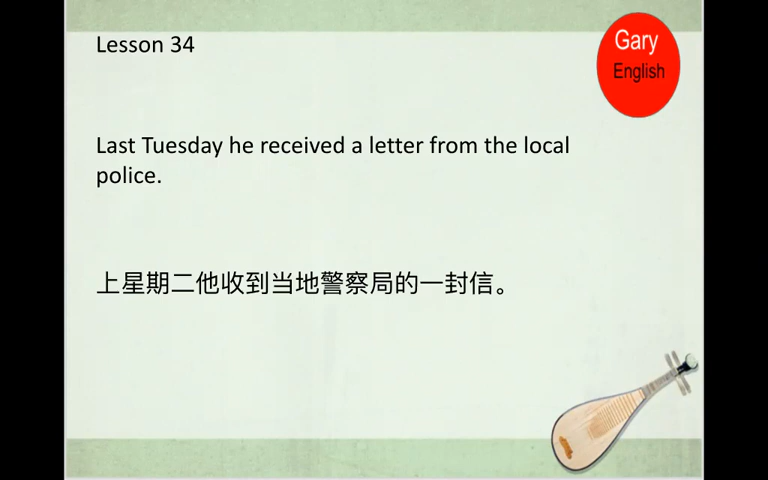 Lesson 34
Gary
English
Last Tuesday he received a letter from the local
police.
上星期二他收到当地警察局的一封信。